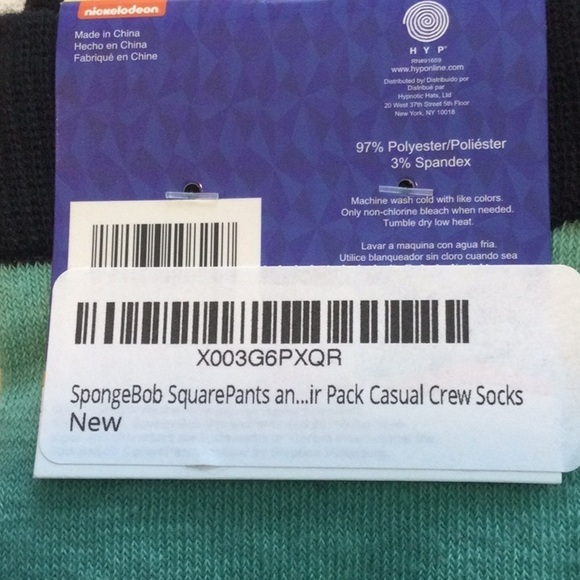 nickelodeon
Made in China
Hecho en China
Fabriqué en Chine
HYP
RN#91609
www.hyponline.com
Distributed by/ Distribuido por
Distribué par
Hypnotic Hats, Ltd
20 West 37th Street 5th Floor
New York, NY 10018
97% Polyester/Poliéster
3% Spandex
Machine wash cold with like colors.
Only non-chlorine bleach when needed.
Tumble dry low heat.
Lavar a maquina con agua fria.
Utilice blanqueador sin cloro cuando sea
X003G6PXQR
SpongeBob SquarePants an...ir Pack Casual Crew Socks
New